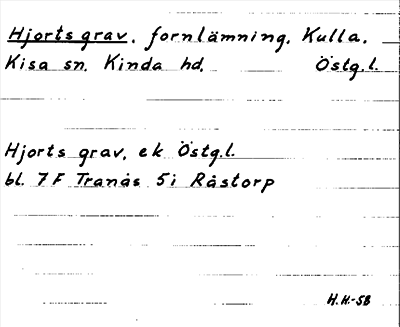 Hjorts grav, fornlämning, Kulla,
Kisa sn, Kinda hd, Östg.l.
Hjorts grav, ek Östg.l.
bl. 7F Tranås 5i Råstorp
H.K-58